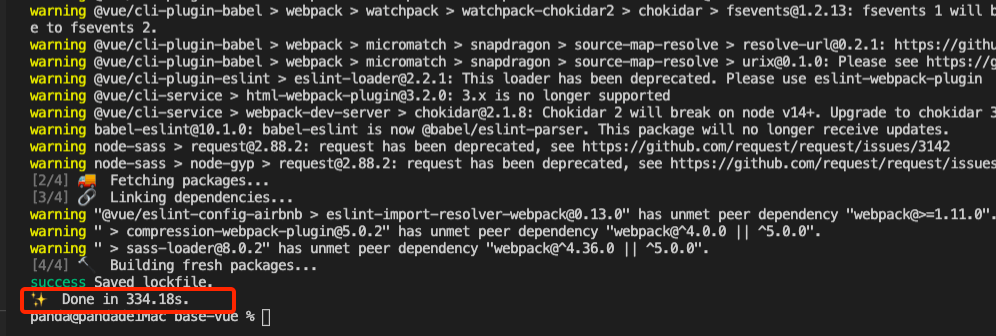 warning @vue/cli-plugin-babel > webpack > watchpack > watchpack-chokidar2 > chokidar > fsevents@1.2.13: fsevents 1 will b
e to fsevents 2.
warning @vue/cli-plugin-babel > webpack > micromatch > snapdragon > source-map-resolve > resolve-url@0.2.1: https://githu
warning @vue/cli-plugin-babel > webpack > micromatch > snapdragon > source-map-resolve > urix@0.1.0: Please see https://g
warning @vue/cli-plugin-eslint > eslint-loader@2.2.1: This loader has been deprecated. Please use eslint-webpack-plugin
warning @vue/cli-service > html-webpack-plugin@3.2.0: 3.x is no longer supported
warning @vue/cli-service > webpack-dev-server > chokidar@2.1.8: Chokidar 2 will break on node v14+. Upgrade to chokidar 3
warning babel-eslint@10.1.0: babel-eslint is now @babel/eslint-parser. This package will no longer receive updates.
warning node-sass > request@2.88.2: request has been deprecated, see https://github.com/request/request/issues/3142
warning node-sass > node-gyp > request@2.88.2: request has been deprecated, see https://github.com/request/request/issues
[2/4] 🚚 Fetching packages...
[3/4] 🔗 Linking dependencies...
warning "@vue/eslint-config-airbnb > eslint-import-resolver-webpack@0.13.0" has unmet peer dependency "webpack@>=1.11.0".
warning " > compression-webpack-plugin@5.0.2" has unmet peer dependency "webpack@^4.0.0 || ^5.0.0".
warning " > sass-loader@8.0.2" has unmet peer dependency "webpack@^4.36.0 || ^5.0.0".
[4/4] 🔨 Building fresh packages...
success Saved lockfile.
✨ Done in 334.18s.
panda@pandadeiMac base-vue %